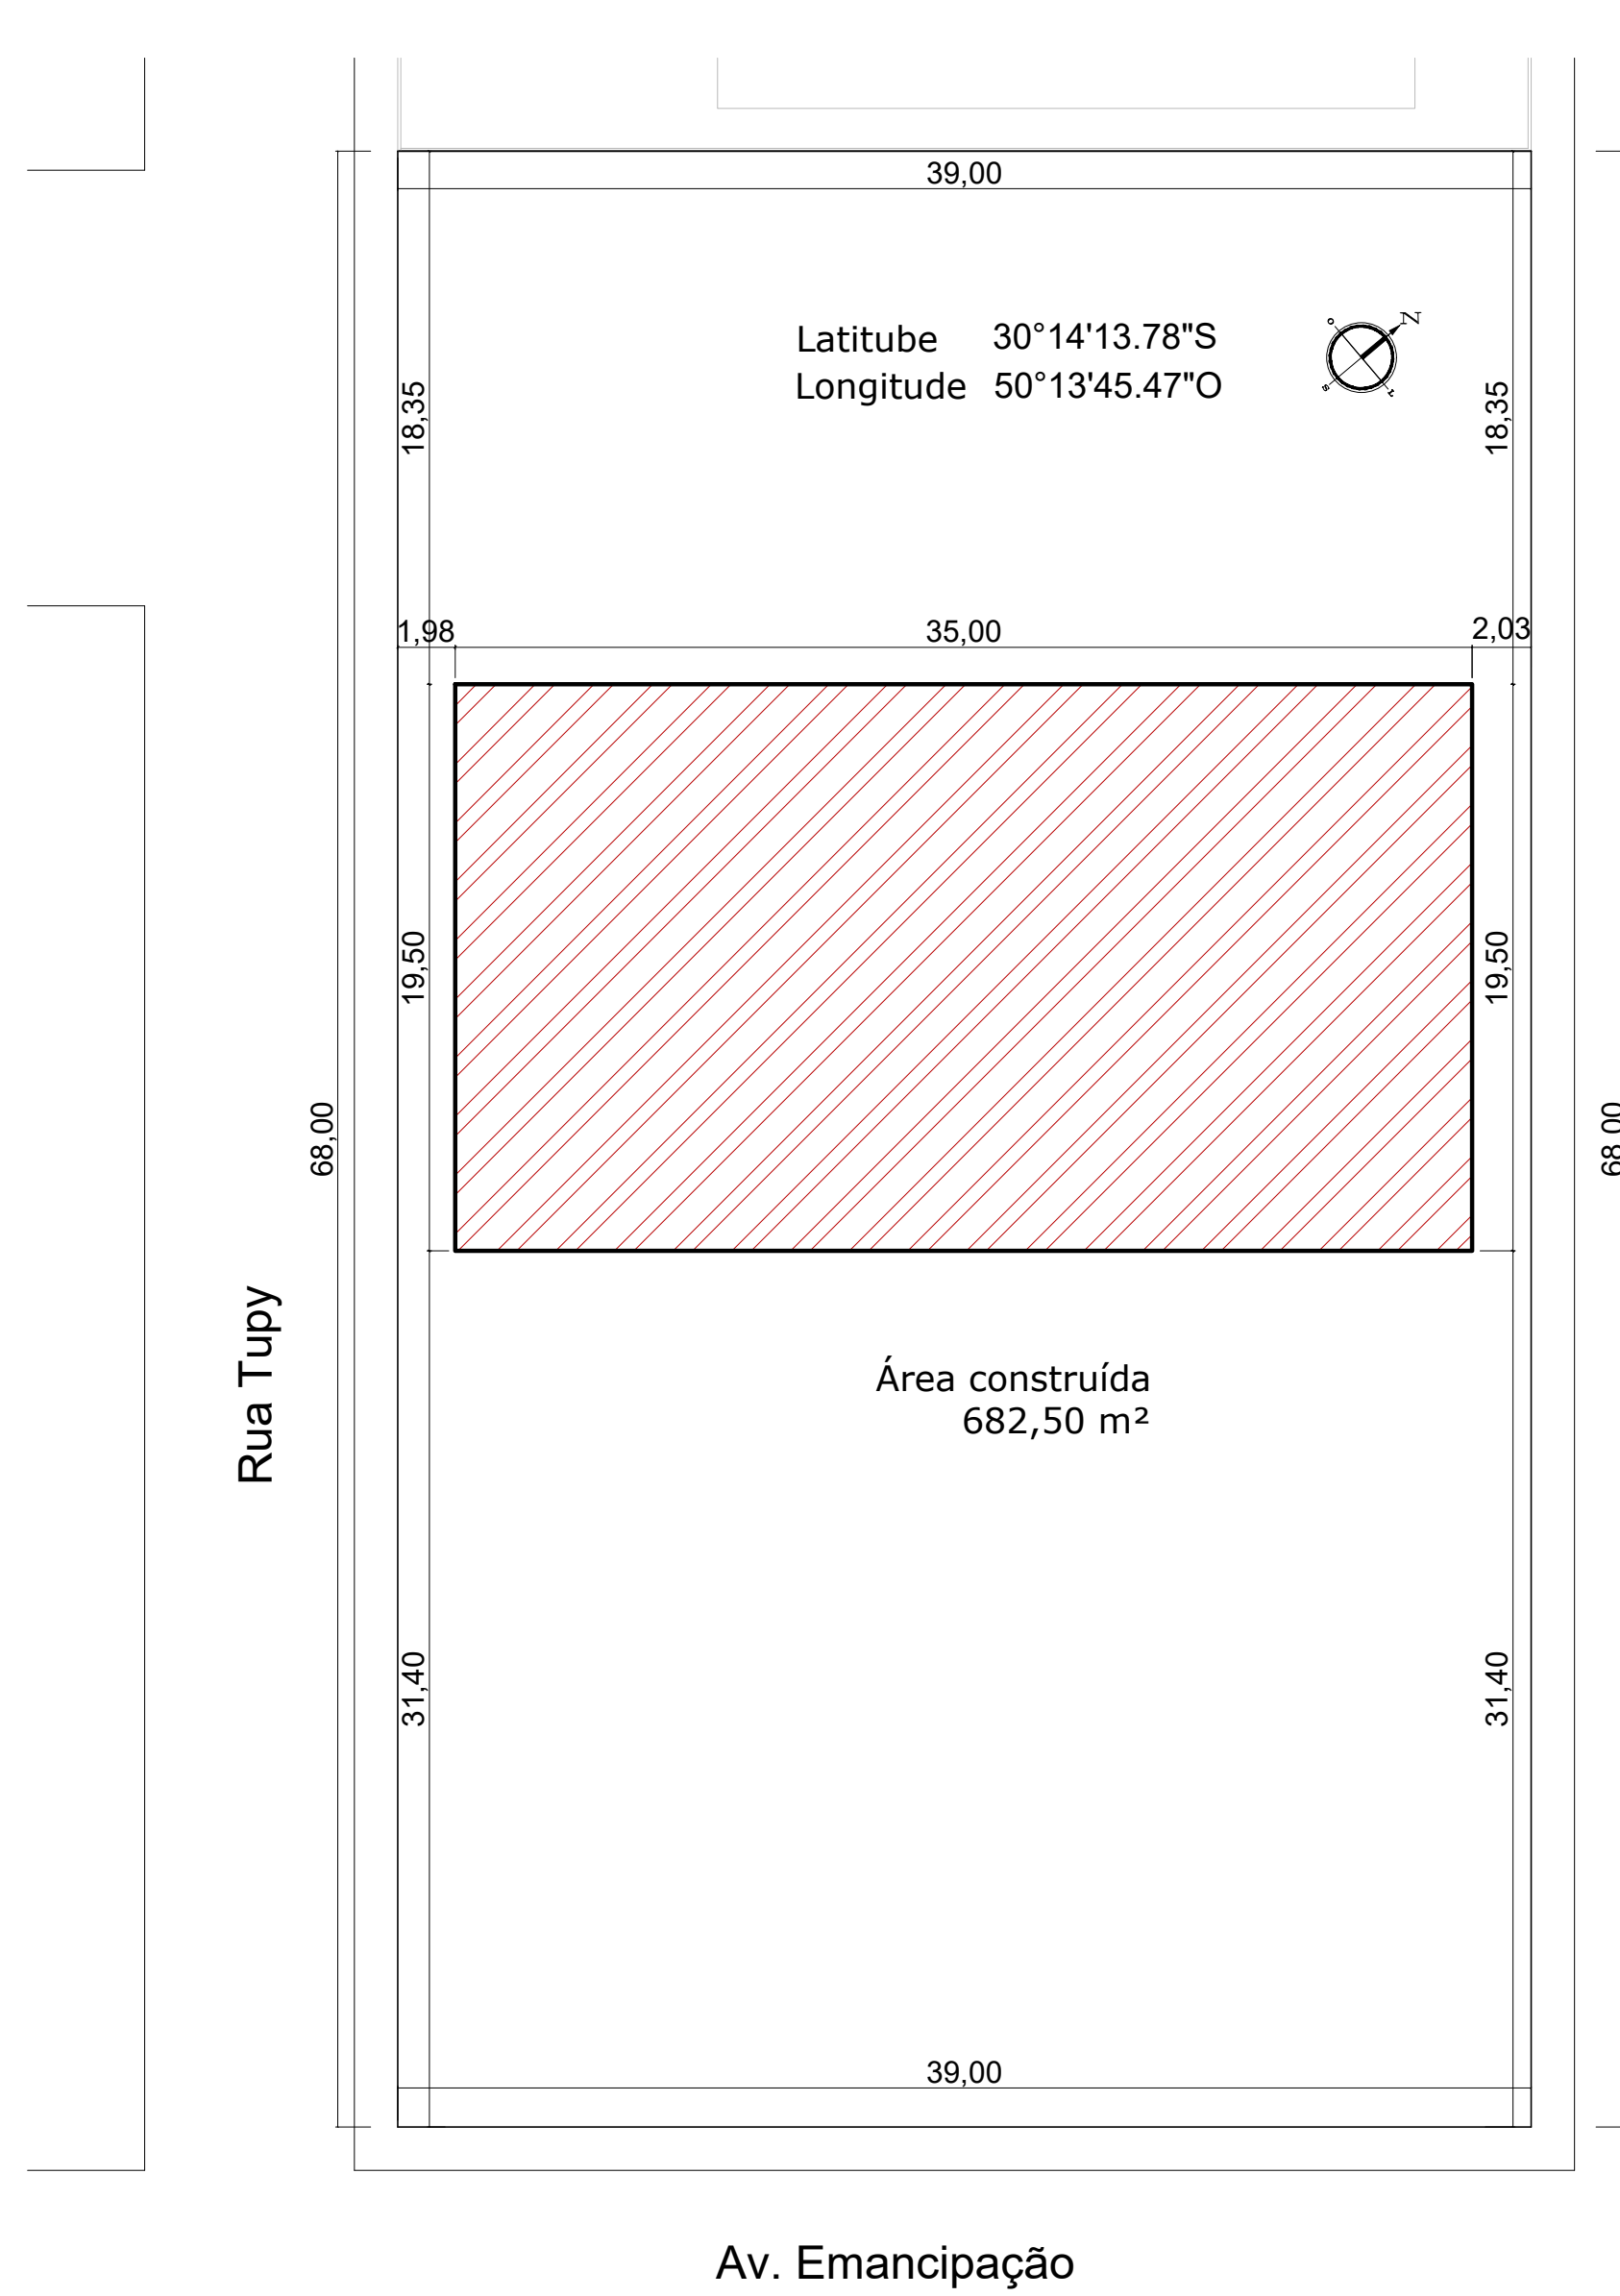 39,00
Latitube 30°14'13.78"S
Longitude 50°13'45.47"O
N
O
S
L
18,35
18,35
1,98
35,00
2,03
19,50
19,50
68,00
68,00
Rua Tupy
Área construída
682,50 m²
31,40
31,40
39,00
Av. Emancipação